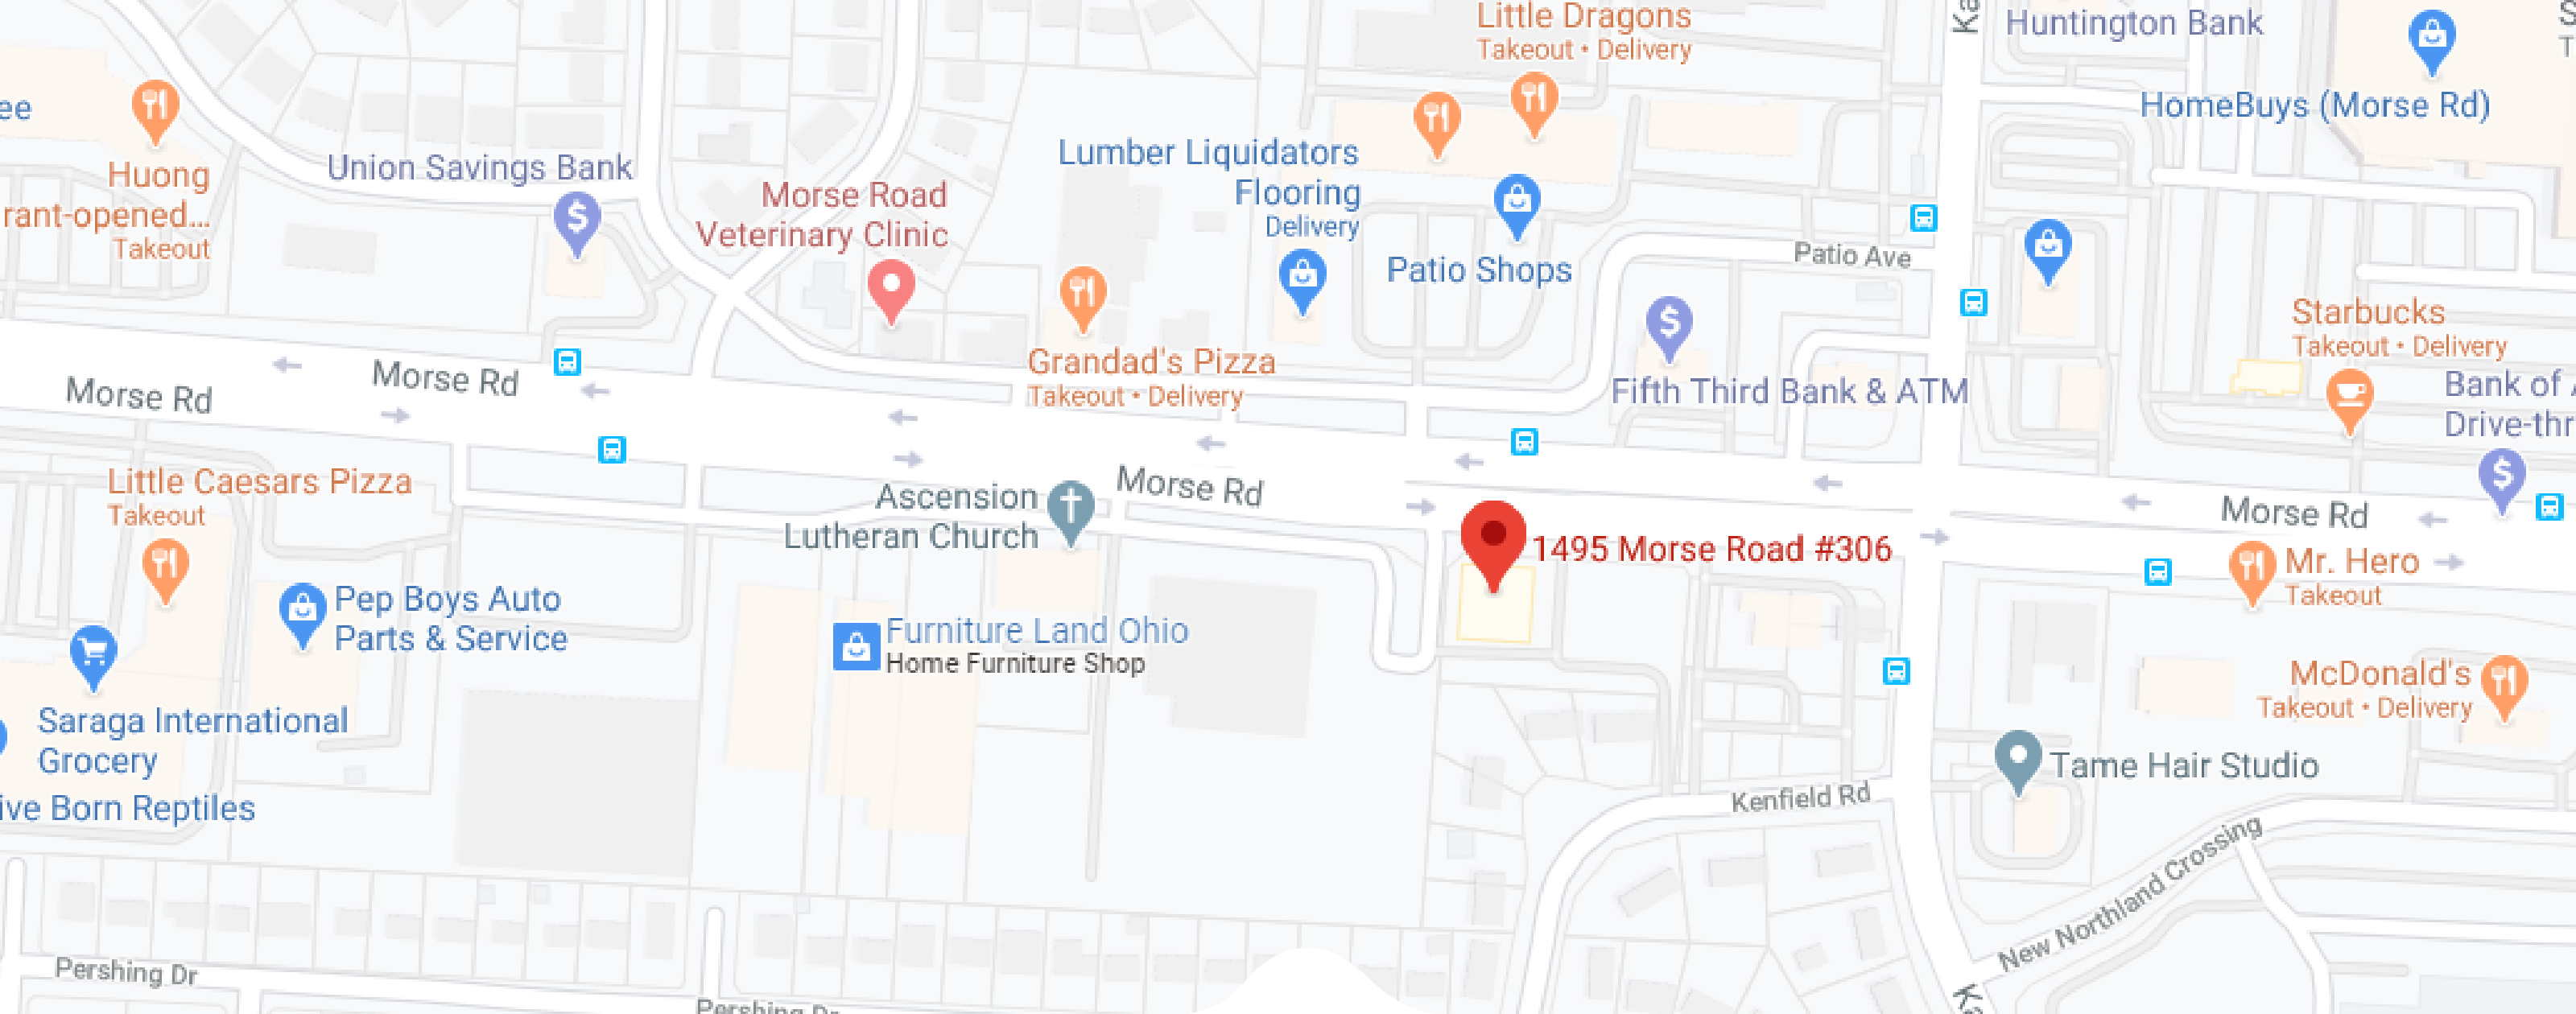 Little Dragons
Takeout • Delivery
Ka
Huntington Bank
S
T
ee
HomeBuys (Morse Rd)
Huong
rant-opened...
Takeout
Union Savings Bank
Morse Road
Veterinary Clinic
Lumber Liquidators
Flooring
Delivery
Patio Shops
Patio Ave
Grandad's Pizza
Takeout • Delivery
Fifth Third Bank & ATM
Starbucks
Takeout • Delivery
Bank of A
Drive-thr
Morse Rd
Morse Rd
Morse Rd
Morse Rd
Little Caesars Pizza
Takeout
Ascension
Lutheran Church
1495 Morse Road #306
Mr. Hero
Takeout
Pep Boys Auto
Parts & Service
Furniture Land Ohio
Home Furniture Shop
McDonald's
Takeout • Delivery
Saraga International
Grocery
ive Born Reptiles
Tame Hair Studio
Kenfield Rd
New Northland Crossing
Pershing Dr
Pershing Dr
Ka